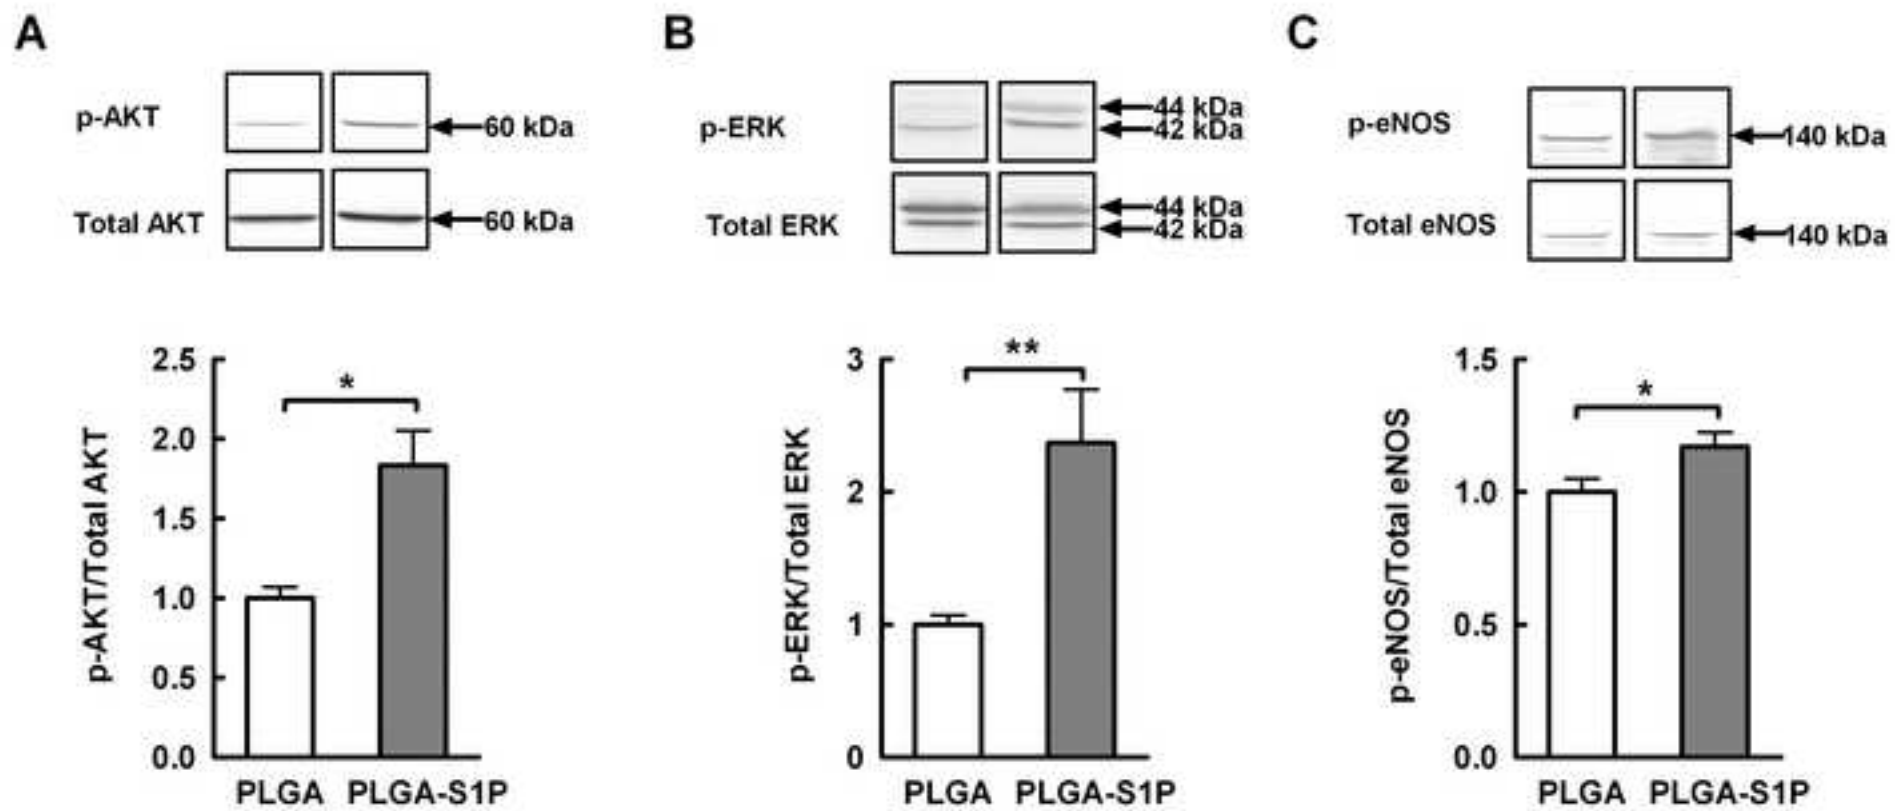 A
p-AKT
60 kDa
Total AKT
60 kDa
2.5
2.0
1.5
1.0
0.5
0.0
p-AKT/Total AKT
*
PLGA PLGA-S1P
B
p-ERK
44 kDa
42 kDa
Total ERK
44 kDa
42 kDa
3
2
1
0
p-ERK/Total ERK
**
PLGA PLGA-S1P
C
p-eNOS
140 kDa
Total eNOS
140 kDa
1.5
1.0
0.5
0.0
p-eNOS/Total eNOS
*
PLGA PLGA-S1P